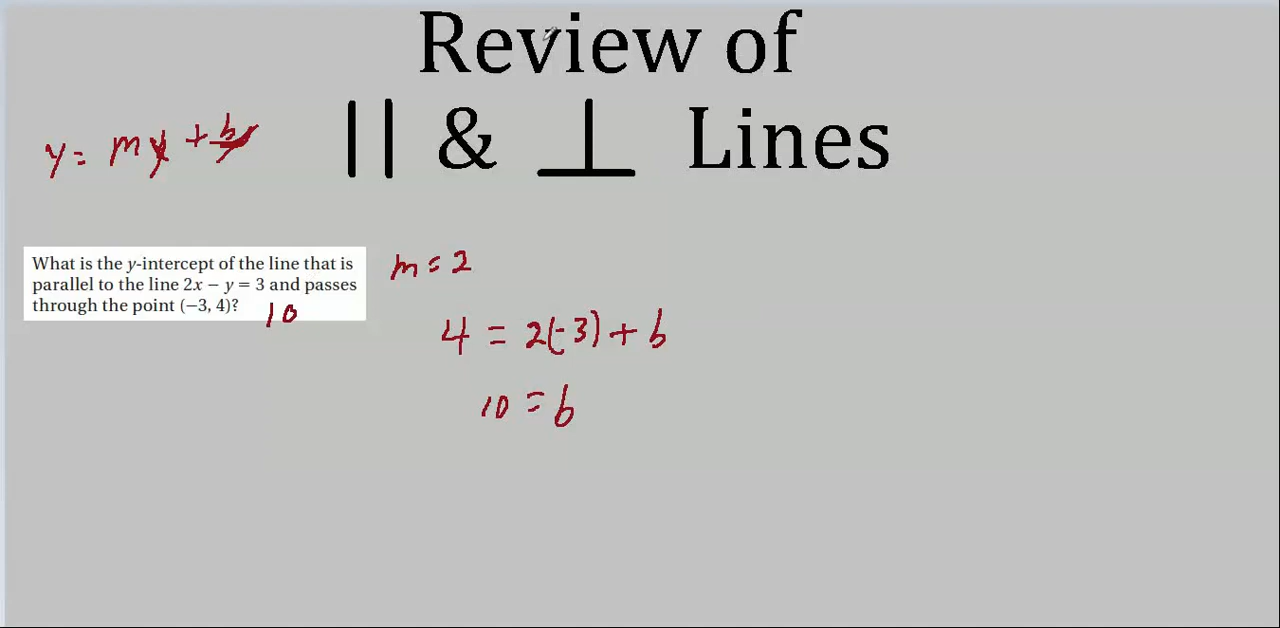 Review of
|| & ⊥ Lines
y = mx + b
What is the y-intercept of the line that is
parallel to the line 2x − y = 3 and passes
through the point (−3, 4)?
10
m = 2
4 = 2(-3) + b
10 = b